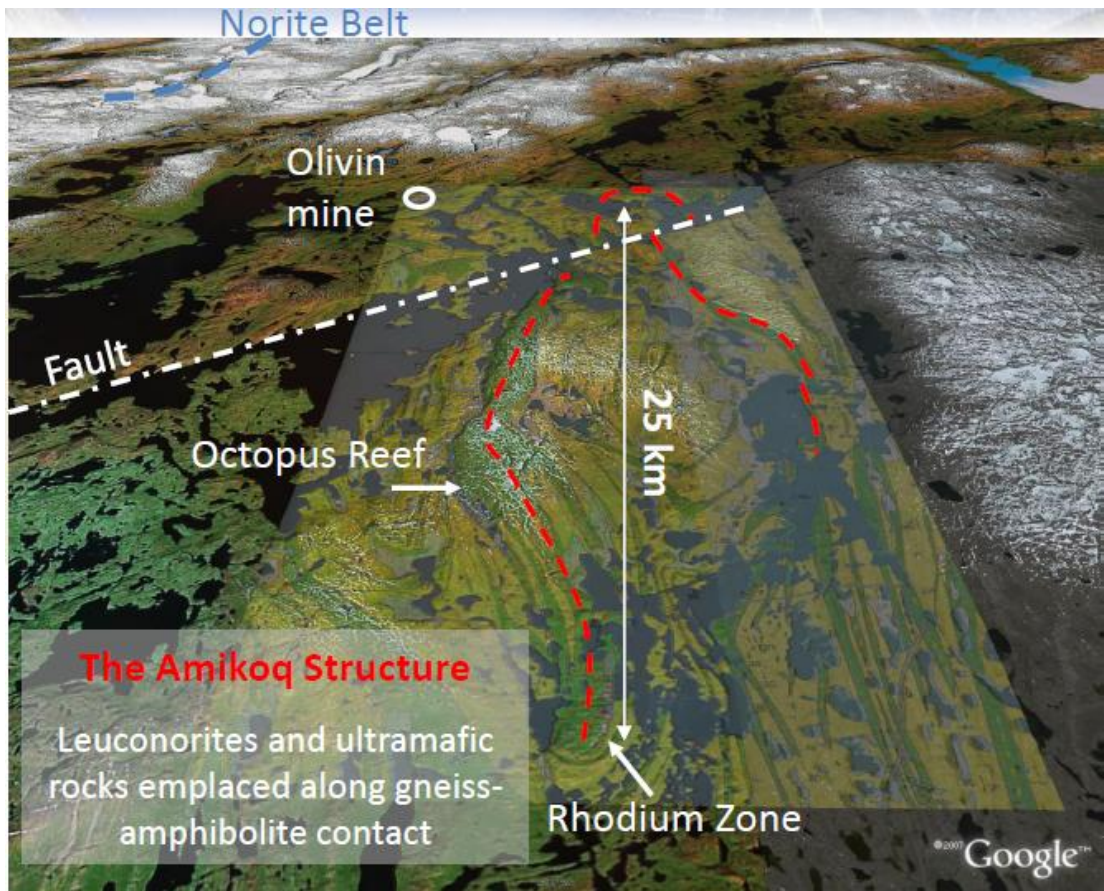 Norite Belt
Olivin
mine
Fault
Octopus Reef
25 km
The Amikoq Structure
Leuconorites and ultramafic
rocks emplaced along gneiss-
amphibolite contact
Rhodium Zone
©2007 Google™